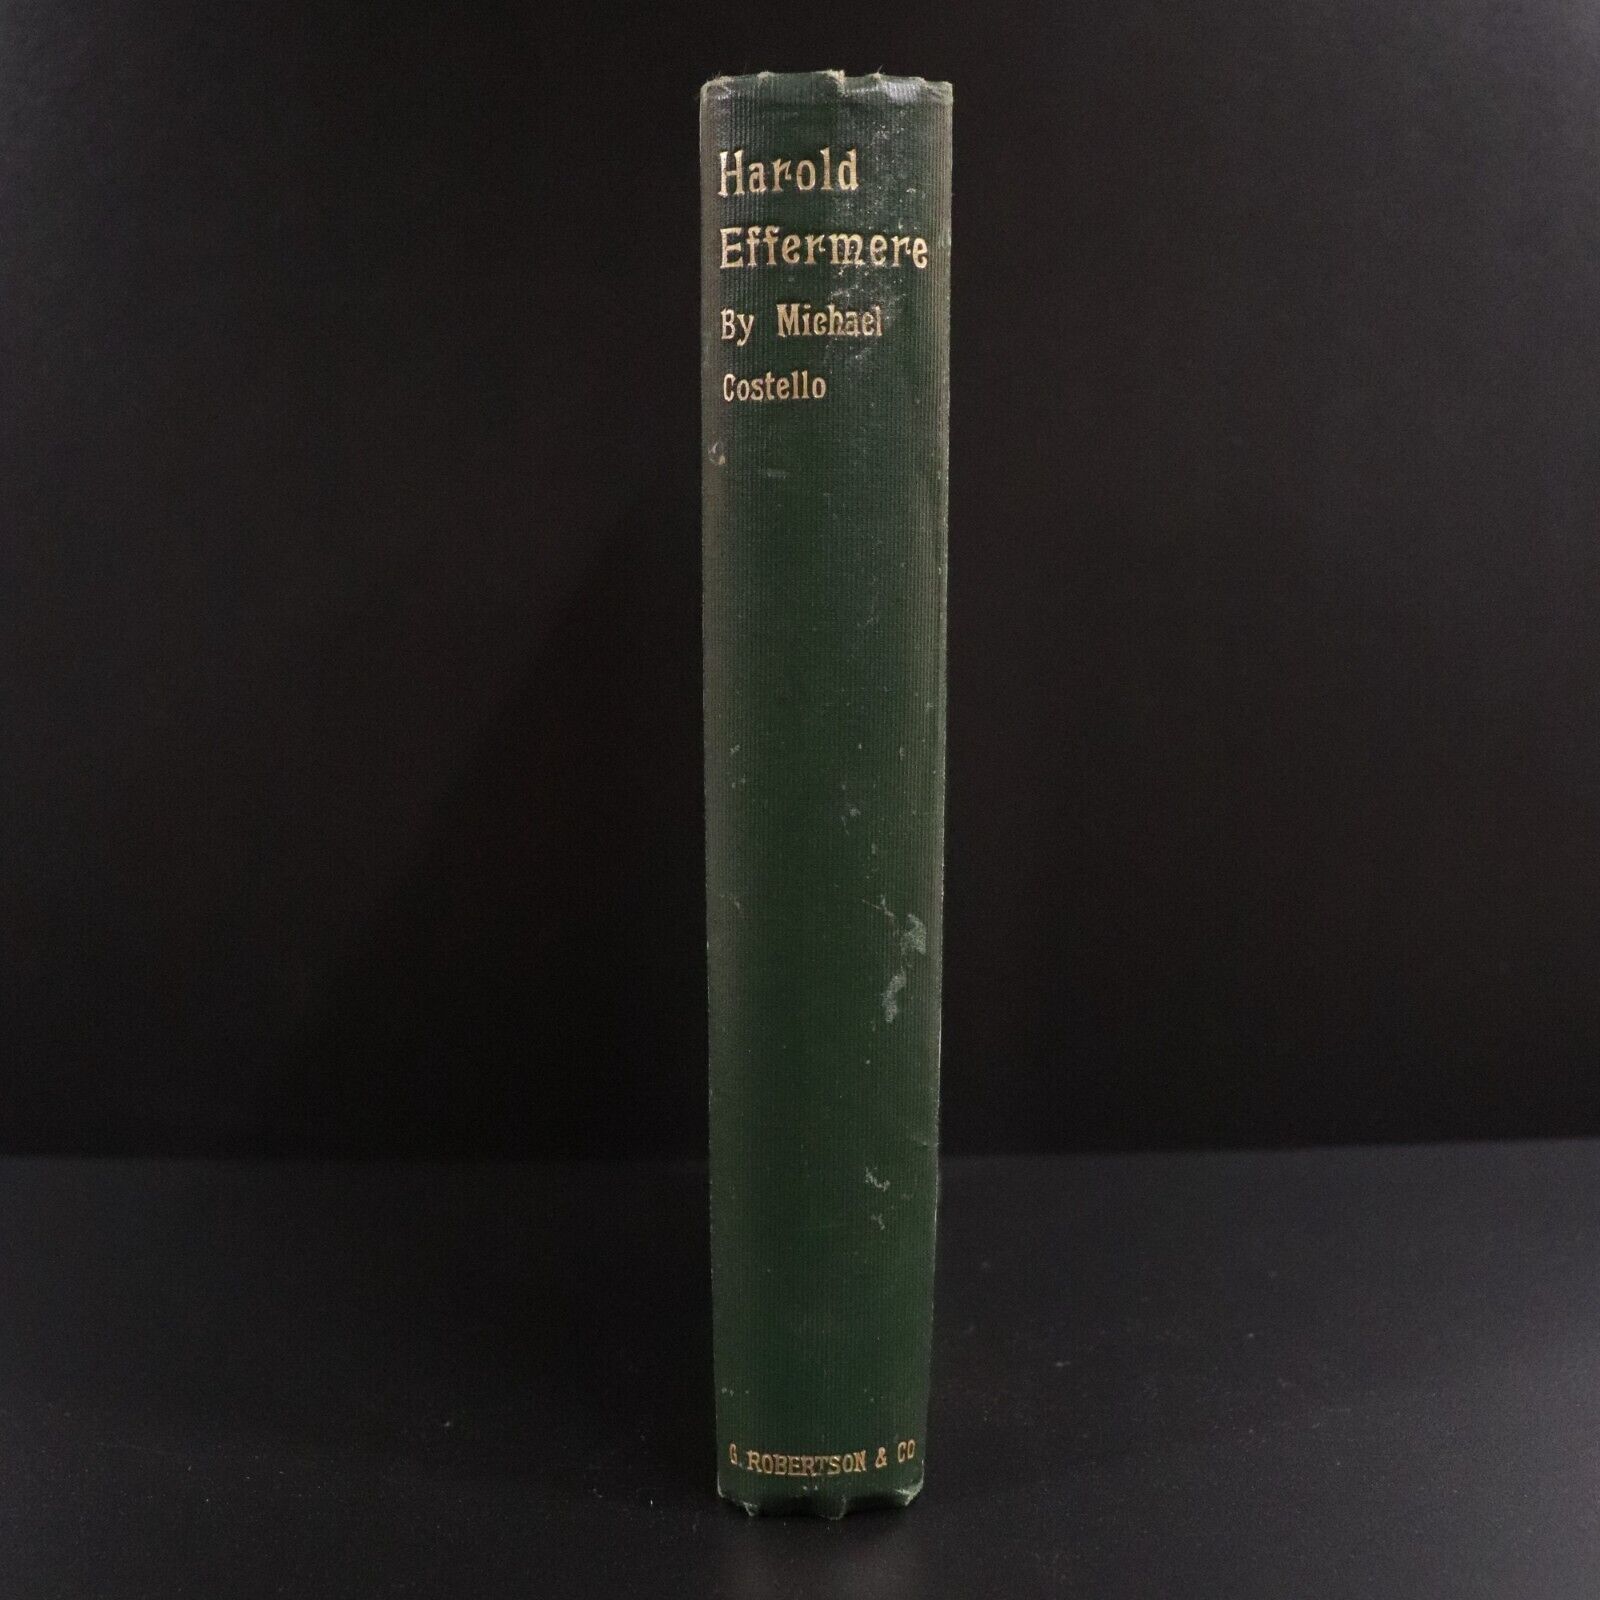 Harold
Effermere
By Michael
Costello
G. ROBERTSON & CO